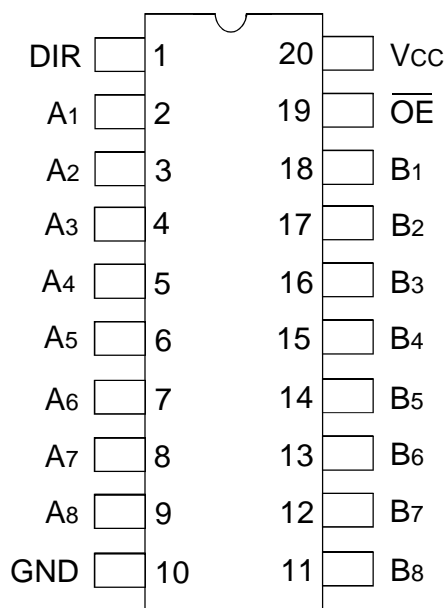 DIR 1 20 VCC
A1 2 19 O̅E̅
A2 3 18 B1
A3 4 17 B2
A4 5 16 B3
A5 6 15 B4
A6 7 14 B5
A7 8 13 B6
A8 9 12 B7
GND 10 11 B8